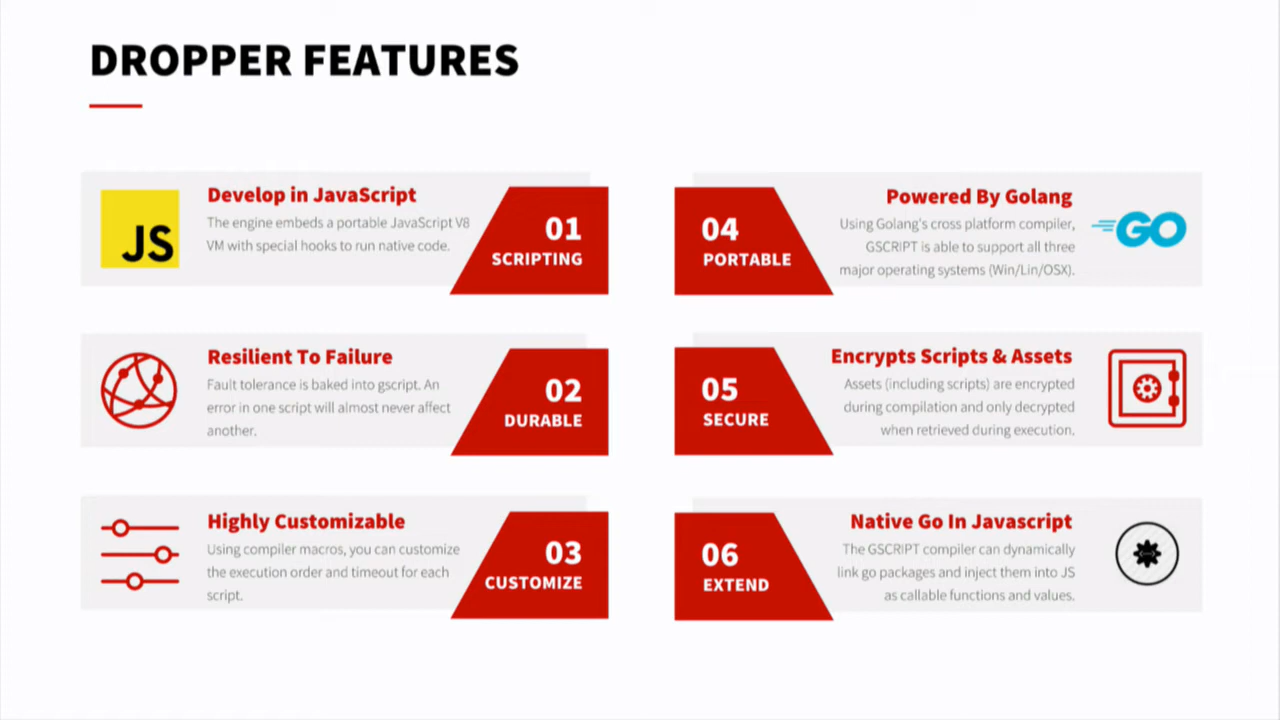 DROPPER FEATURES
JS
Develop in JavaScript
The engine embeds a portable JavaScript V8
VM with special hooks to run native code.
01
SCRIPTING
Resilient To Failure
Fault tolerance is baked into gscript. An
error in one script will almost never affect
another.
02
DURABLE
Highly Customizable
Using compiler macros, you can customize
the execution order and timeout for each
script.
03
CUSTOMIZE
04
PORTABLE
Powered By Golang
Using Golang's cross platform compiler,
GSCRIPT is able to support all three
major operating systems (Win/Lin/OSX).
GO
05
SECURE
Encrypts Scripts & Assets
Assets (including scripts) are encrypted
during compilation and only decrypted
when retrieved during execution.
06
EXTEND
Native Go In Javascript
The GSCRIPT compiler can dynamically
link go packages and inject them into JS
as callable functions and values.